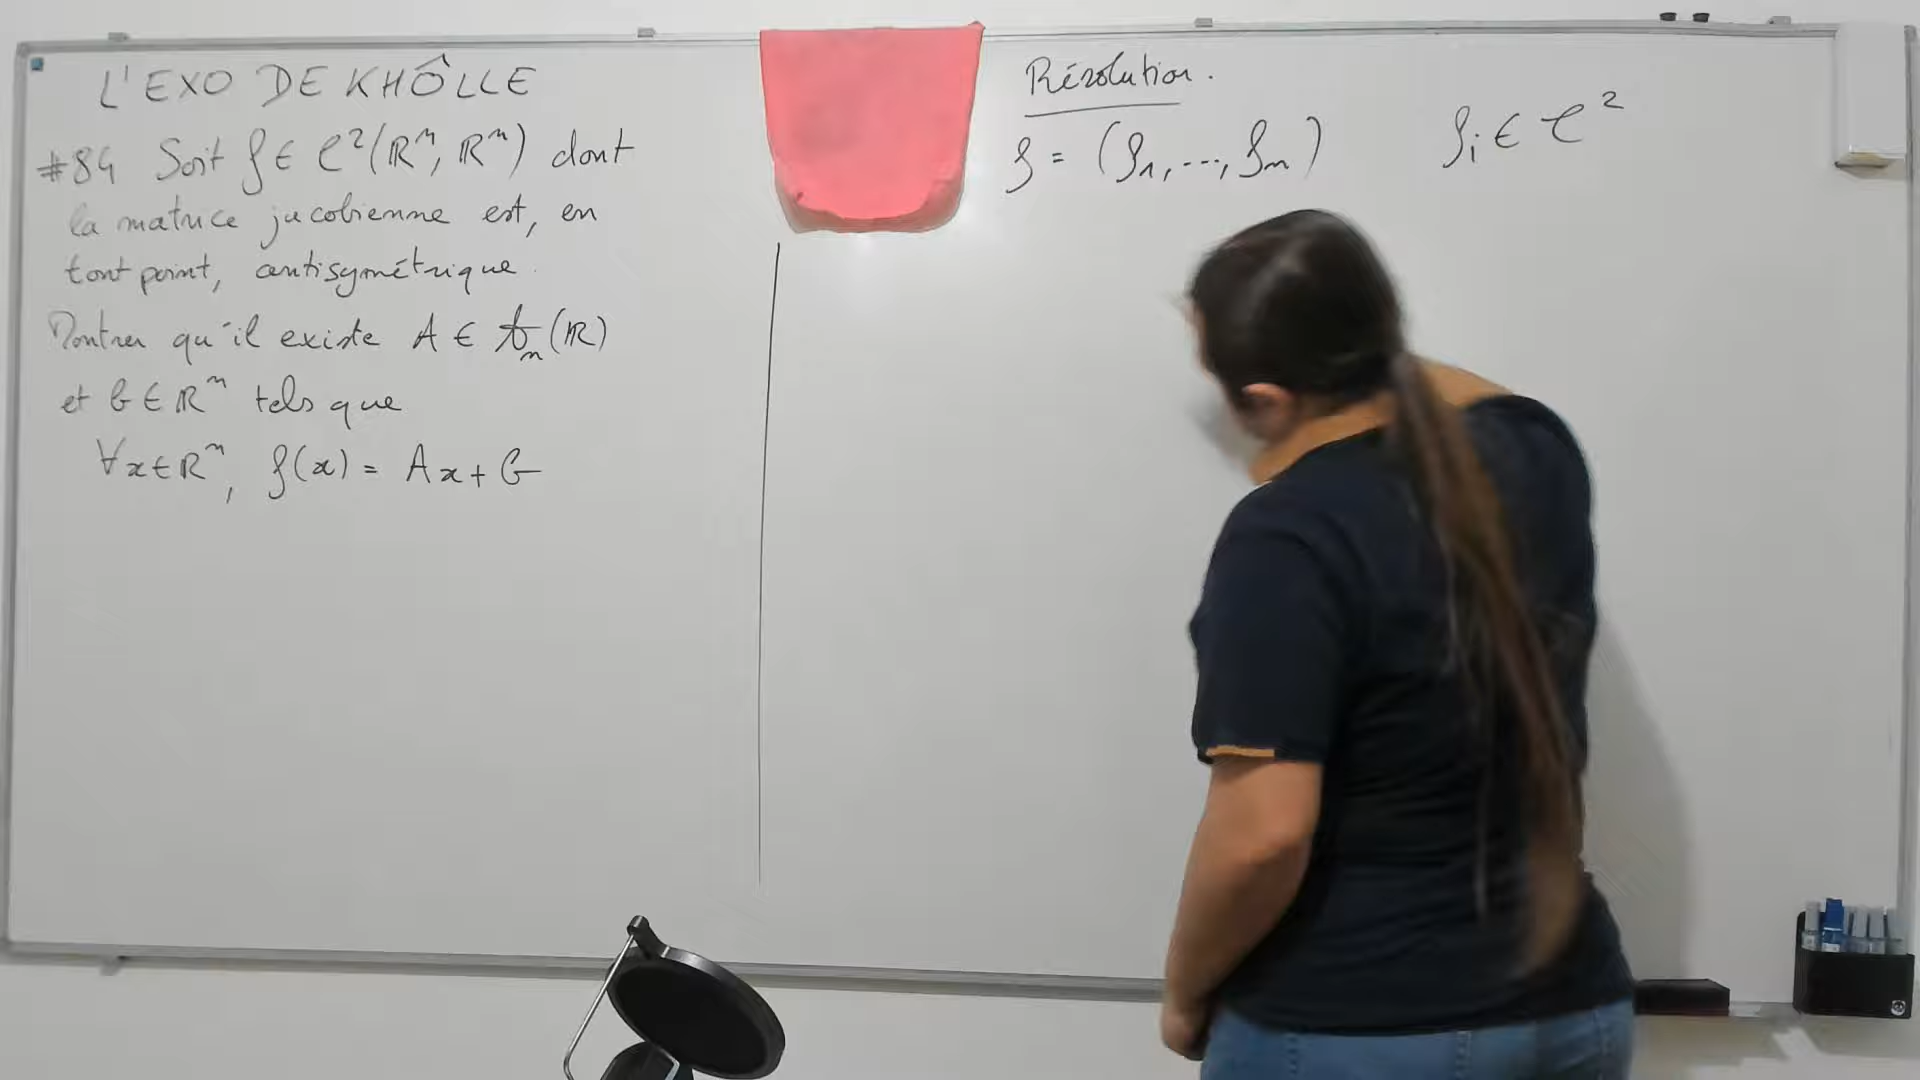 L'EXO DE KHÔLLE
#84 Soit f ∈ C²(ℝⁿ, ℝⁿ) dont
la matrice jacobienne est, en
tout point, antisymétrique.
Montrer qu'il existe A ∈ 𝒜ₙ(ℝ)
et b ∈ ℝⁿ tels que
∀x∈ℝⁿ, f(x) = Ax + b
Résolution.
f = (f₁, ..., fₙ) fᵢ ∈ C²